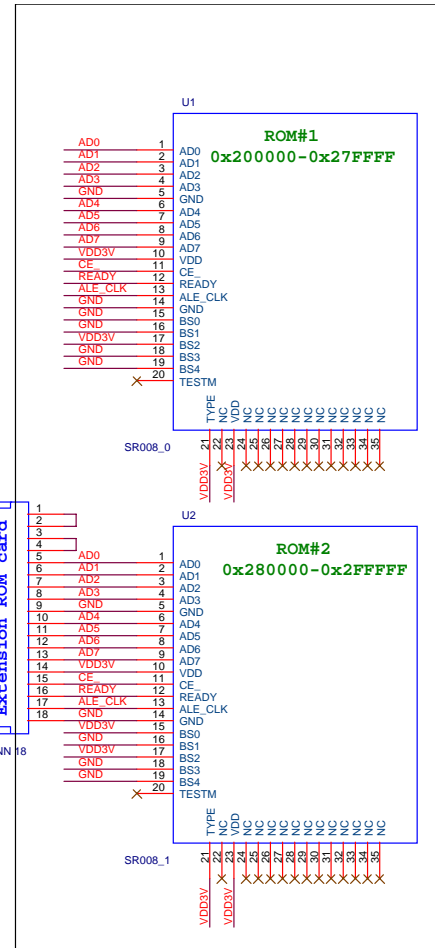 U1
ROM#1
0x200000-0x27FFFF
AD0 1 AD0
AD1 2 AD1
AD2 3 AD2
AD3 4 AD3
GND 5 GND
AD4 6 AD4
AD5 7 AD5
AD6 8 AD6
AD7 9 AD7
VDD3V 10 VDD
CE_ 11 CE_
READY 12 READY
ALE_CLK 13 ALE_CLK
GND 14 GND
GND 15 BS0
GND 16 BS1
VDD3V 17 BS2
GND 18 BS3
GND 19 BS4
20 TESTM
TYPE NC VDD NC NC NC NC NC NC NC NC NC NC NC NC
21 22 23 24 25 26 27 28 29 30 31 32 33 34 35
SR008_0
VDD3V VDD3V
Extension ROM card
1
2
3
4
5
6
7
8
9
10
11
12
13
14
15
16
17
18
NN 18
U2
ROM#2
0x280000-0x2FFFFF
AD0 1 AD0
AD1 2 AD1
AD2 3 AD2
AD3 4 AD3
GND 5 GND
AD4 6 AD4
AD5 7 AD5
AD6 8 AD6
AD7 9 AD7
VDD3V 10 VDD
CE_ 11 CE_
READY 12 READY
ALE_CLK 13 ALE_CLK
GND 14 GND
VDD3V 15 BS0
GND 16 BS1
VDD3V 17 BS2
GND 18 BS3
GND 19 BS4
20 TESTM
TYPE NC VDD NC NC NC NC NC NC NC NC NC NC NC NC
21 22 23 24 25 26 27 28 29 30 31 32 33 34 35
SR008_1
VDD3V VDD3V